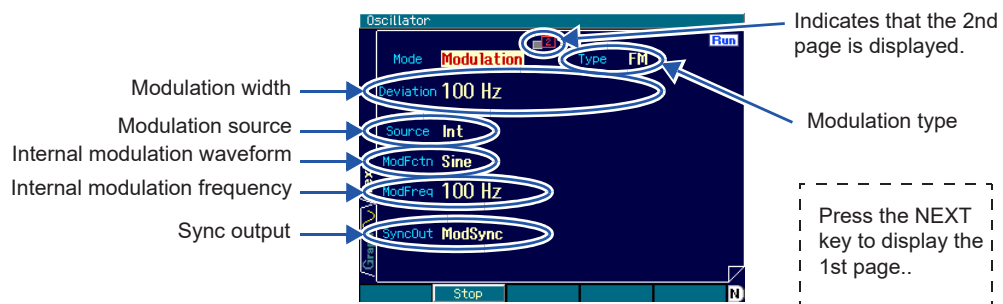 Oscillator
Indicates that the 2nd
page is displayed.
2
Run
Mode Modulation Type FM
Modulation width
Deviation 100 Hz
Modulation source
Source Int
Modulation type
Internal modulation waveform
ModFctn Sine
Internal modulation frequency
ModFreq 100 Hz
Sync output
SyncOut ModSync
Press the NEXT
key to display the
1st page..
Stop
N